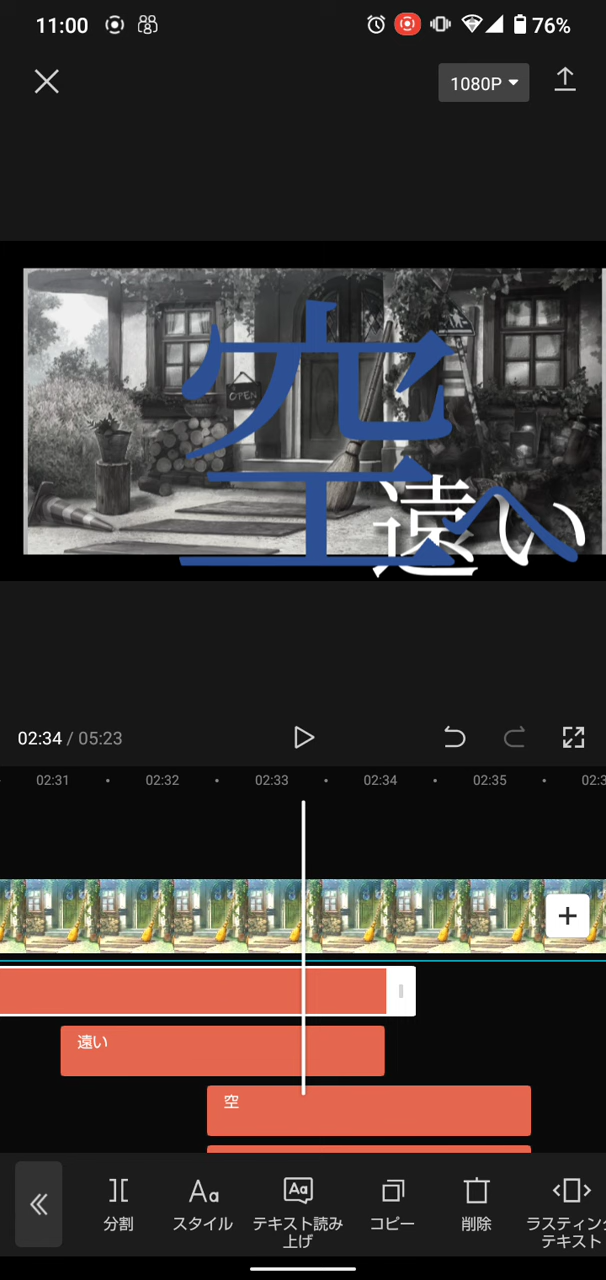 11:00
76%
1080P
OPEN
空
遠い
へ
02:34 / 05:23
02:31
02:32
02:33
02:34
02:35
遠い
空
分割
スタイル
テキスト読み
上げ
コピー
削除
テキスト